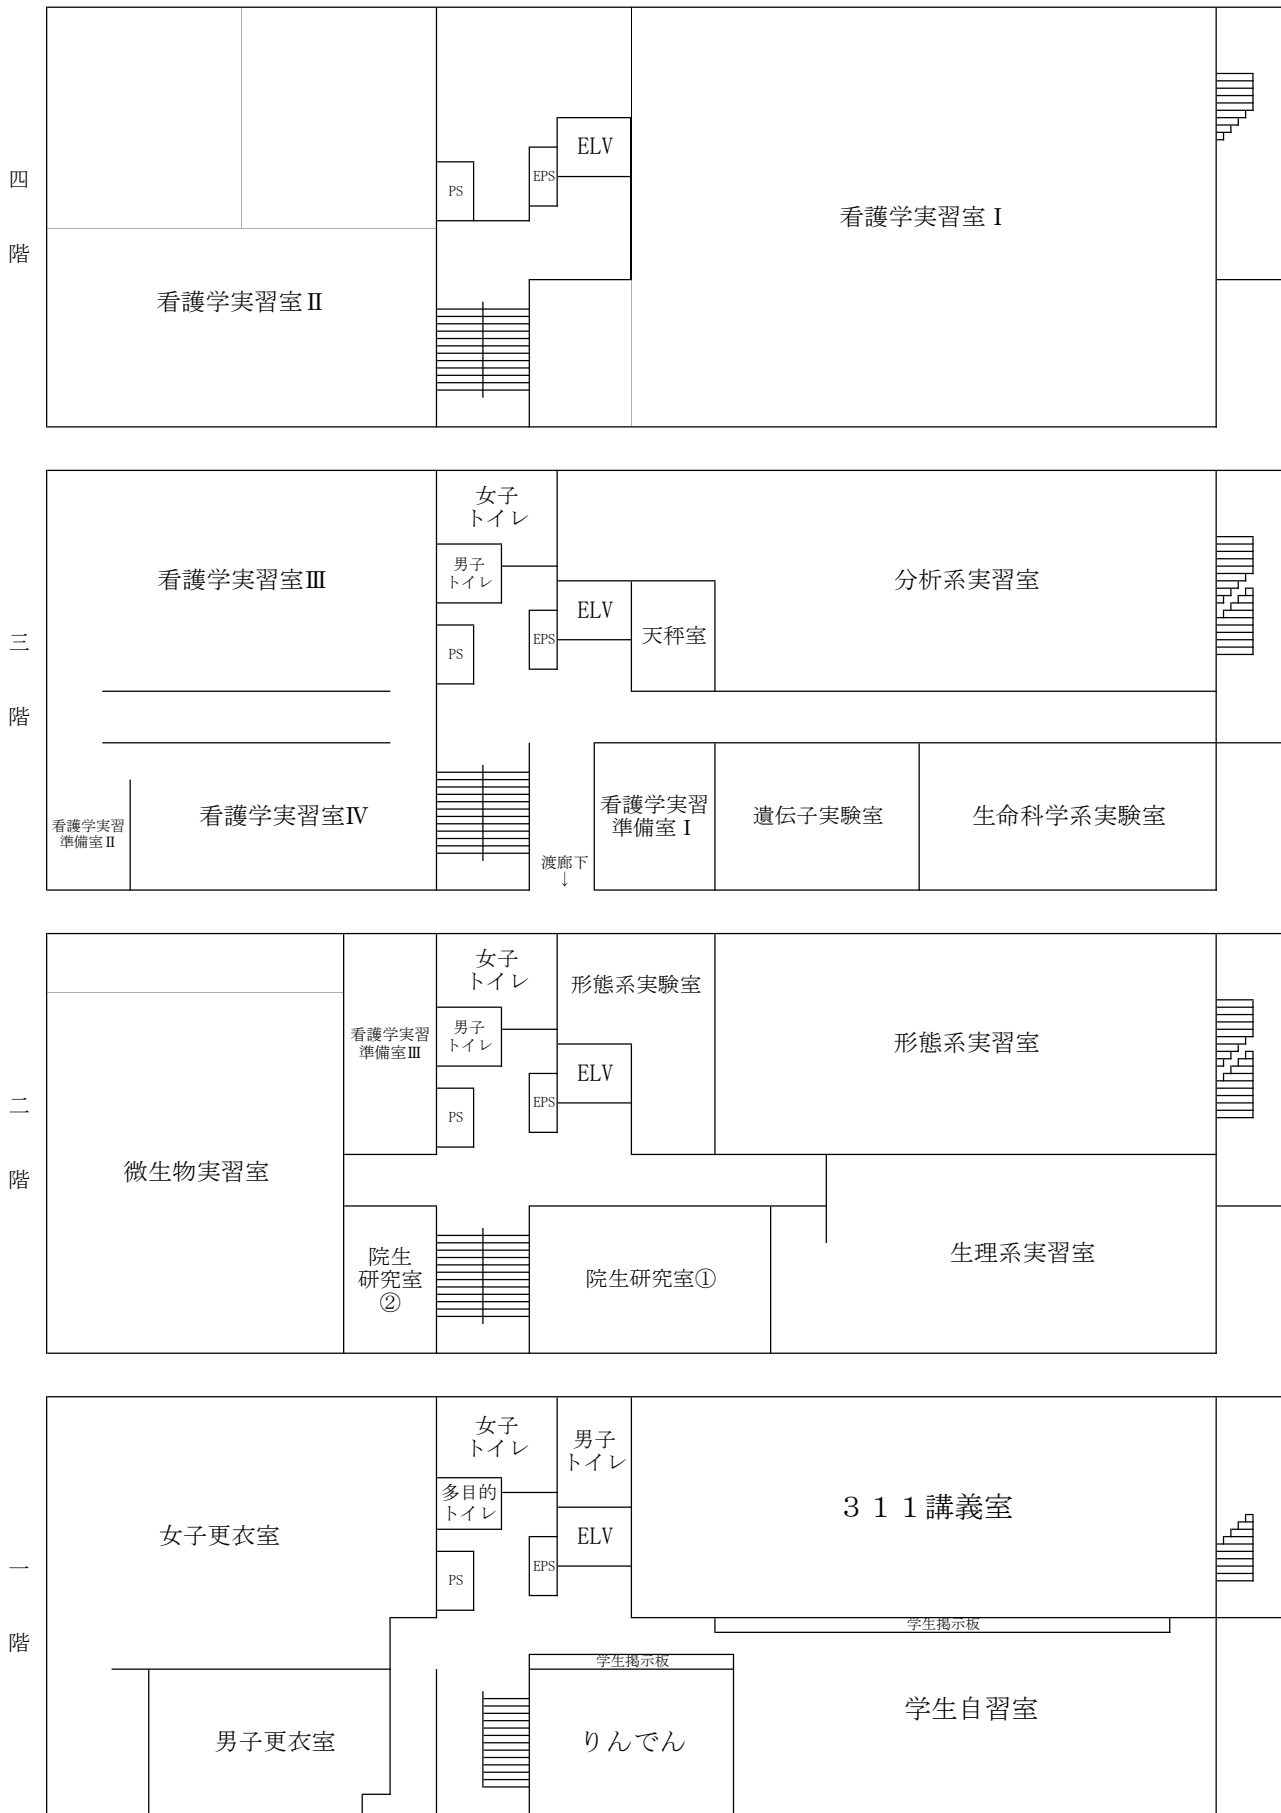 四
階
ELV
EPS
PS
看護学実習室Ⅰ
看護学実習室Ⅱ
三
階
女子
トイレ
男子
トイレ
看護学実習室Ⅲ
分析系実習室
ELV
天秤室
EPS
PS
看護学実習
準備室Ⅱ
看護学実習室Ⅳ
渡廊下
↓
看護学実習
準備室Ⅰ
遺伝子実験室
生命科学系実験室
二
階
女子
トイレ
形態系実験室
看護学実習
準備室Ⅲ
男子
トイレ
形態系実習室
ELV
EPS
PS
微生物実習室
院生
研究室
②
院生研究室①
生理系実習室
一
階
女子
トイレ
男子
トイレ
多目的
トイレ
311講義室
女子更衣室
ELV
EPS
PS
学生掲示板
学生掲示板
学生自習室
男子更衣室
りんでん